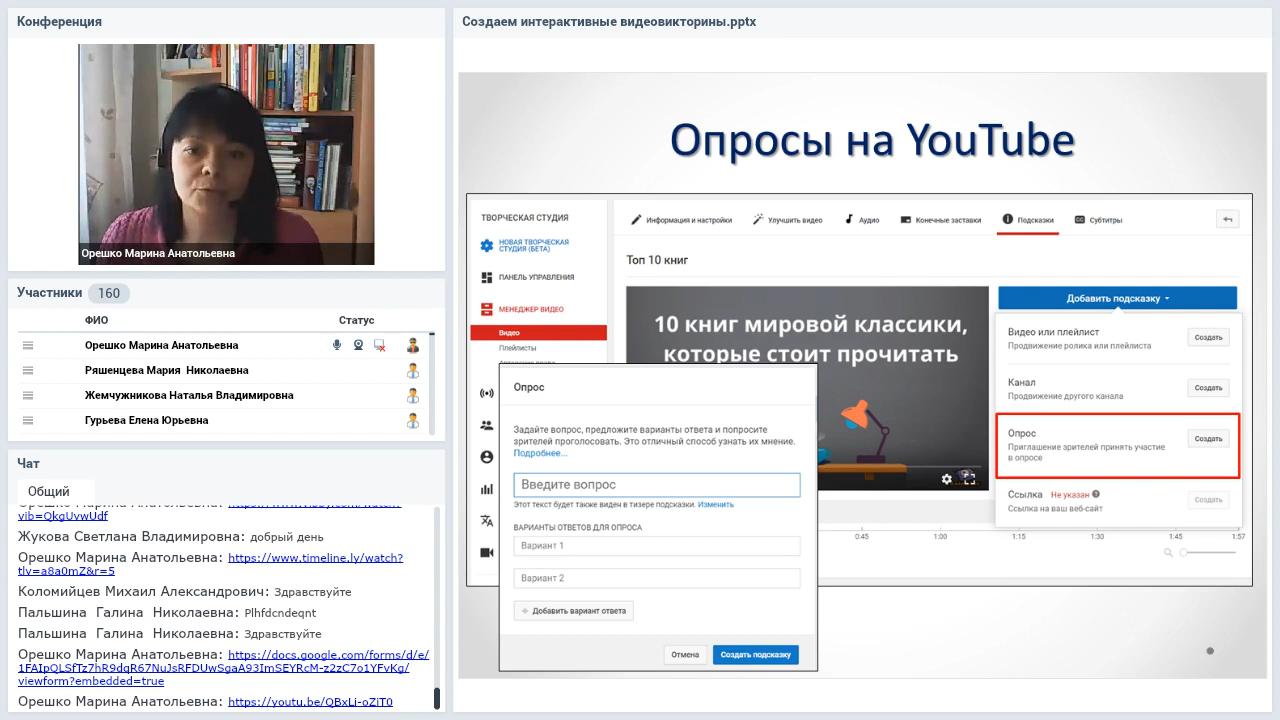 Конференция
Орешко Марина Анатольевна
Участники 160
ФИО Статус
Орешко Марина Анатольевна
Ряшенцева Мария Николаевна
Жемчужникова Наталья Владимировна
Гурьева Елена Юрьевна
Чат
Общий
vib=QkgUvwUdf
Жукова Светлана Владимировна: добрый день
Орешко Марина Анатольевна: https://www.timeline.ly/watch?
tlv=a8a0mZ&r=5
Коломийцев Михаил Александрович: Здравствуйте
Пальшина Галина Николаевна: Plhfdcndeqnt
Пальшина Галина Николаевна: Здравствуйте
Орешко Марина Анатольевна: https://docs.google.com/forms/d/e/
viewform?embedded=true
Орешко Марина Анатольевна: https://youtu.be/QBxLi-oZiT0
Создаем интерактивные видеовикторины.pptx
Опросы на YouTube
ТВОРЧЕСКАЯ СТУДИЯ
НОВАЯ ТВОРЧЕСКАЯ
СТУДИЯ (БЕТА)
ПАНЕЛЬ УПРАВЛЕНИЯ
МЕНЕДЖЕР ВИДЕО
Видео
Плейлисты
Информация и настройки Улучшить видео Аудио Конечные заставки Подсказки Субтитры
Топ 10 книг
10 книг мировой классики,
которые стоит прочитать
Добавить подсказку
Видео или плейлист
Продвижение ролика или плейлиста
Создать
Канал
Продвижение другого канала
Создать
Опрос
Приглашение зрителей принять участие
в опросе
Создать
Ссылка Не указан
Ссылка на ваш веб-сайт
Создать
0:45 1:00 1:15 1:30 1:45 1:57
Опрос
Задайте вопрос, предложите варианты ответа и попросите
зрителей проголосовать. Это отличный способ узнать их мнение.
Подробнее...
Введите вопрос
Этот текст будет также виден в тизере подсказки. Изменить
ВАРИАНТЫ ОТВЕТОВ ДЛЯ ОПРОСА
Вариант 1
Вариант 2
+ Добавить вариант ответа
Отмена Создать подсказку